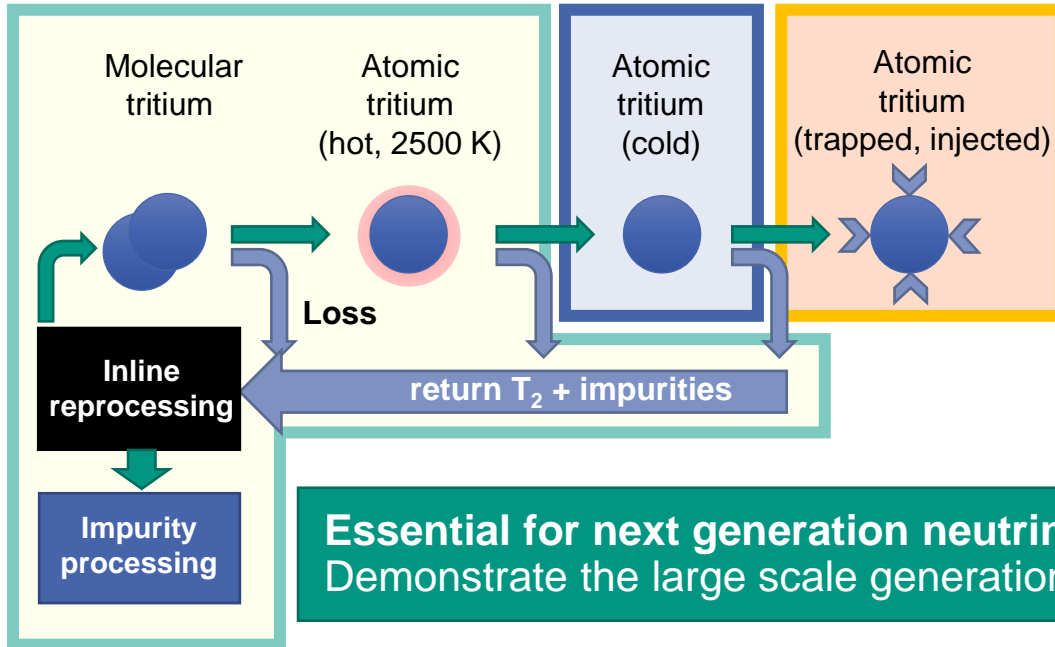 Molecular
tritium
Atomic
tritium
(hot, 2500 K)
Atomic
tritium
(cold)
Atomic
tritium
(trapped, injected)
Loss
Inline
reprocessing
return T₂ + impurities
Impurity
processing
Essential for next generation
Demonstrate the large scale generation